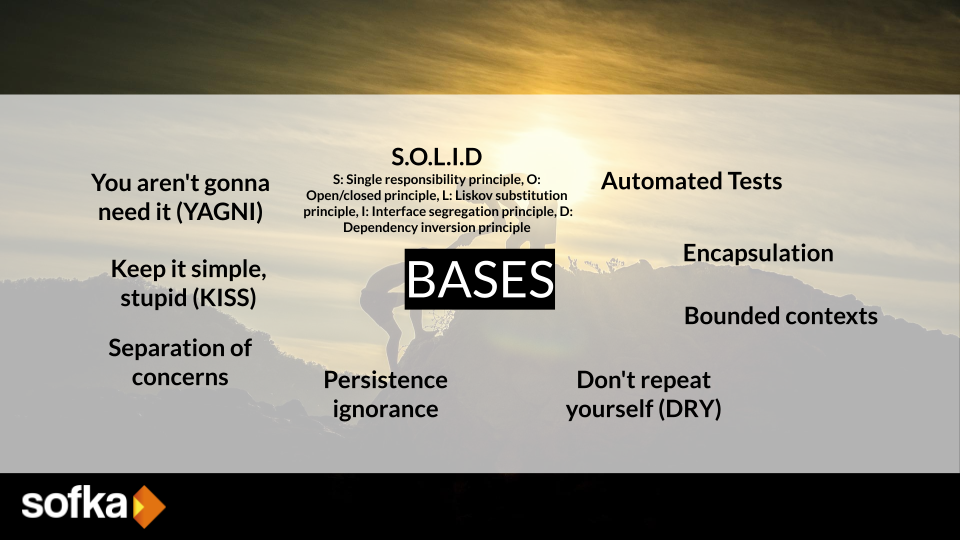 S.O.L.I.D
S: Single responsibility principle, O:
Open/closed principle, L: Liskov substitution
principle, I: Interface segregation principle, D:
Dependency inversion principle
You aren't gonna
need it (YAGNI)
Automated Tests
Keep it simple,
stupid (KISS)
BASES
Encapsulation
Bounded contexts
Separation of
concerns
Persistence
ignorance
Don't repeat
yourself (DRY)
sofka